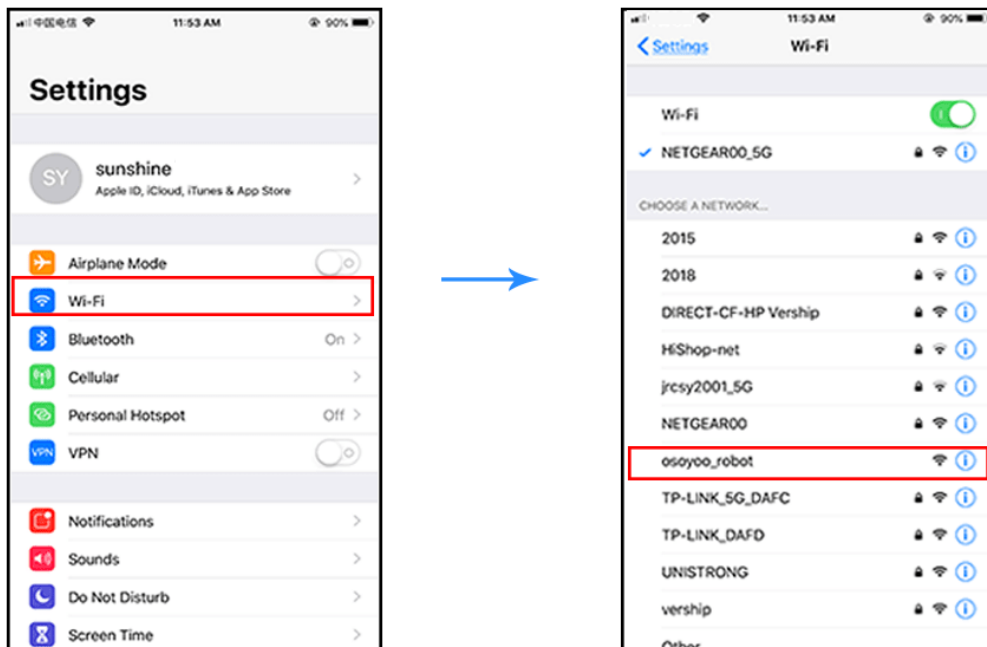 中国电信 11:53 AM 90%
Settings
SY
sunshine
Apple ID, iCloud, iTunes & App Store
Airplane Mode
Wi-Fi
Bluetooth On
Cellular
Personal Hotspot Off
VPN VPN
Notifications
Sounds
Do Not Disturb
Screen Time
11:53 AM 90%
Settings Wi-Fi
Wi-Fi
NETGEAR00_5G
CHOOSE A NETWORK...
2015
2018
DIRECT-CF-HP Vership
HiShop-net
jrcsy2001_5G
NETGEAR00
osoyoo_robot
TP-LINK_5G_DAFC
TP-LINK_DAFD
UNISTRONG
vership
Other...